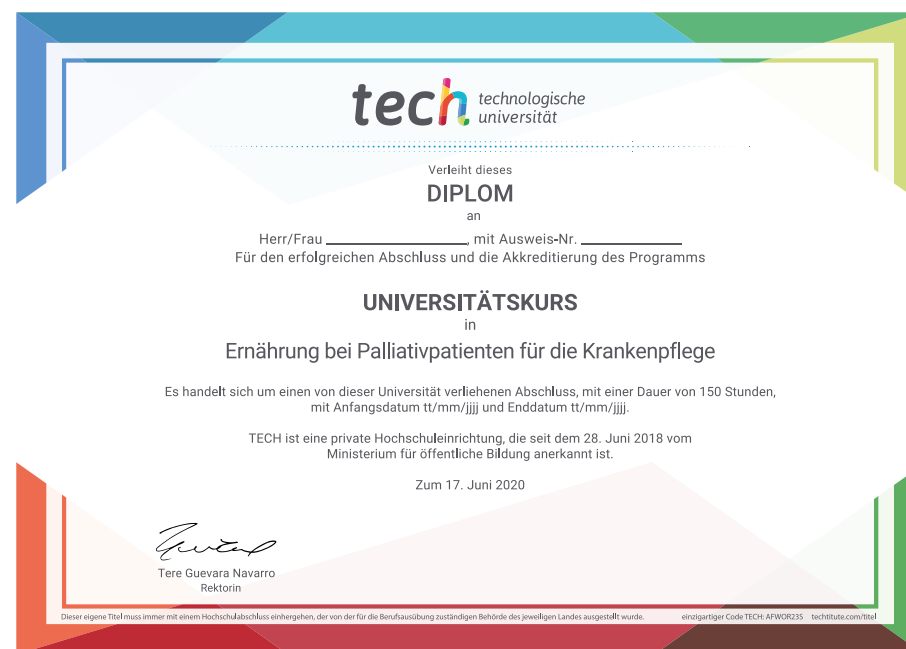 tech technologische
universität
Verleiht dieses
DIPLOM
an
Herr/Frau ____________________, mit Ausweis-Nr. ______________
Für den erfolgreichen Abschluss und die Akkreditierung des Programms
UNIVERSITÄTSKURS
in
Ernährung bei Palliativpatienten für die Krankenpflege
Es handelt sich um einen von dieser Universität verliehenen Abschluss, mit einer Dauer von 150 Stunden,
mit Anfangsdatum tt/mm/jjjj und Enddatum tt/mm/jjjj.
TECH ist eine private Hochschuleinrichtung, die seit dem 28. Juni 2018 vom
Ministerium für öffentliche Bildung anerkannt ist.
Zum 17. Juni 2020
Tere Guevara Navarro
Rektorin
Dieser eigene Titel muss immer mit einem Hochschulabschluss einhergehen, der von der für die Berufsausübung zuständigen Behörde des jeweiligen Landes ausgestellt wurde. einzigartiger Code TECH: AFWOR23S techtitute.com/titel